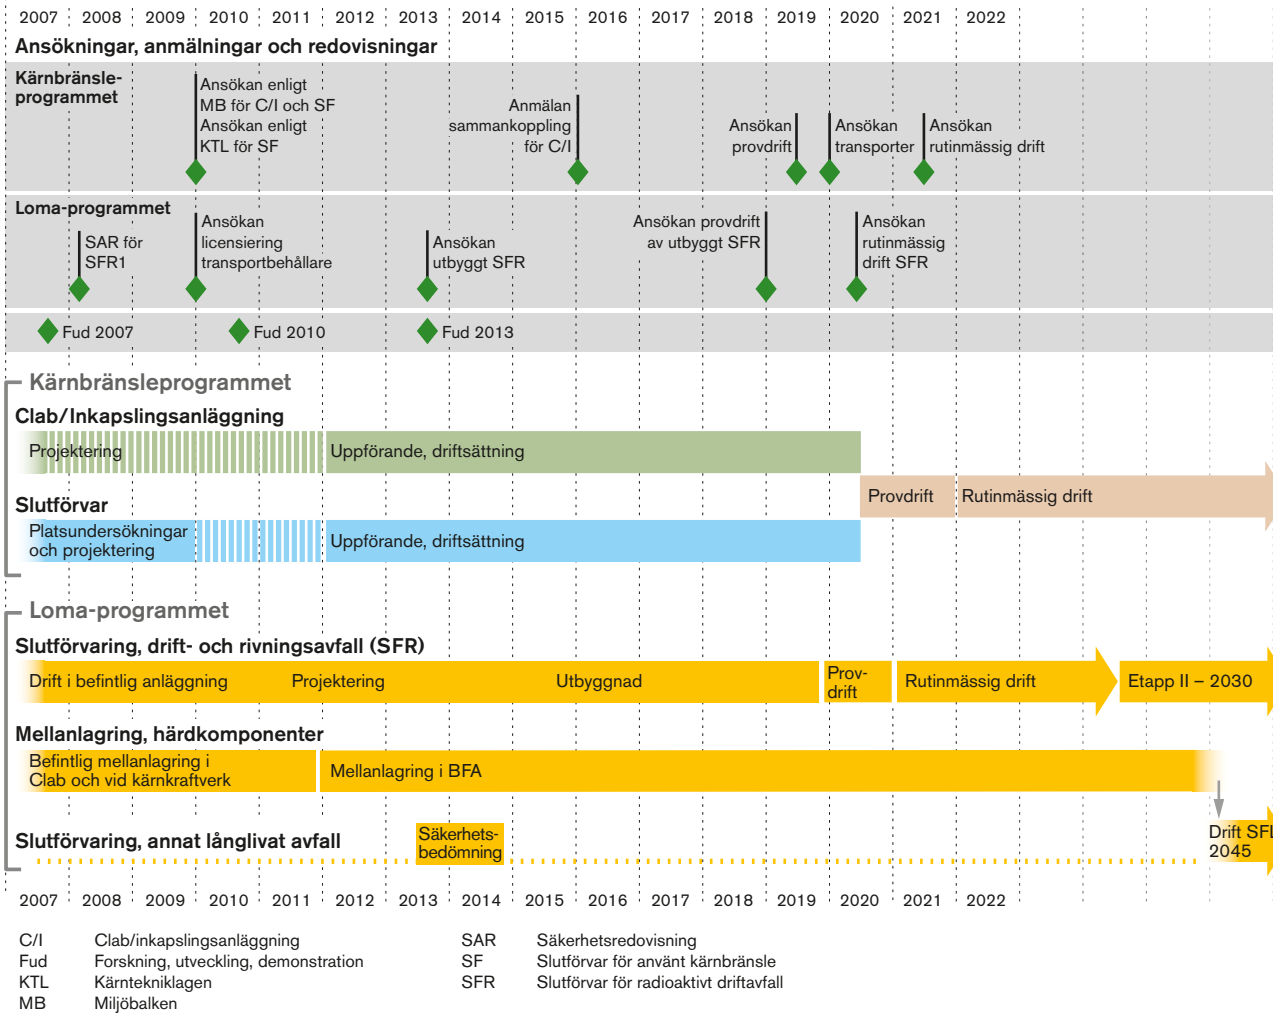 2007 2008 2009 2010 2011 2012 2013 2014 2015 2016 2017 2018 2019 2020 2021 2022
Ansökningar, anmälningar och redovisningar
Kärnbränsle-
programmet
Ansökan enligt
MB för C/I och SF
Ansökan enligt
KTL för SF
Anmälan
sammankoppling
för C/I
Ansökan
provdrift
Ansökan
transporter
Ansökan
rutinmässig drift
Loma-programmet
SAR för
SFR1
Ansökan
licensiering
transportbehållare
Ansökan
utbyggt SFR
Ansökan provdrift
av utbyggt SFR
Ansökan
rutinmässig
drift SFR
Fud 2007
Fud 2010
Fud 2013
Kärnbränsleprogrammet
Clab/Inkapslingsanläggning
Projektering
Uppförande, driftsättning
Provdrift
Rutinmässig drift
Slutförvar
Platsundersökningar
och projektering
Uppförande, driftsättning
Loma-programmet
Slutförvaring, drift- och rivningsavfall (SFR)
Drift i befintlig anläggning
Projektering
Utbyggnad
Prov-
drift
Rutinmässig drift
Etapp II – 2030
Mellanlagring, härdkomponenter
Befintlig mellanlagring i
Clab och vid kärnkraftverk
Mellanlagring i BFA
Slutförvaring, annat långlivat avfall
Säkerhets-
bedömning
Drift SFL
2045
2007 2008 2009 2010 2011 2012 2013 2014 2015 2016 2017 2018 2019 2020 2021 2022
C/I Clab/inkapslingsanläggning
Fud Forskning, utveckling, demonstration
KTL Kärntekniklagen
MB Miljöbalken
SAR Säkerhetsredovisning
SF Slutförvar för använt kärnbränsle
SFR Slutförvar för radioaktivt driftavfall